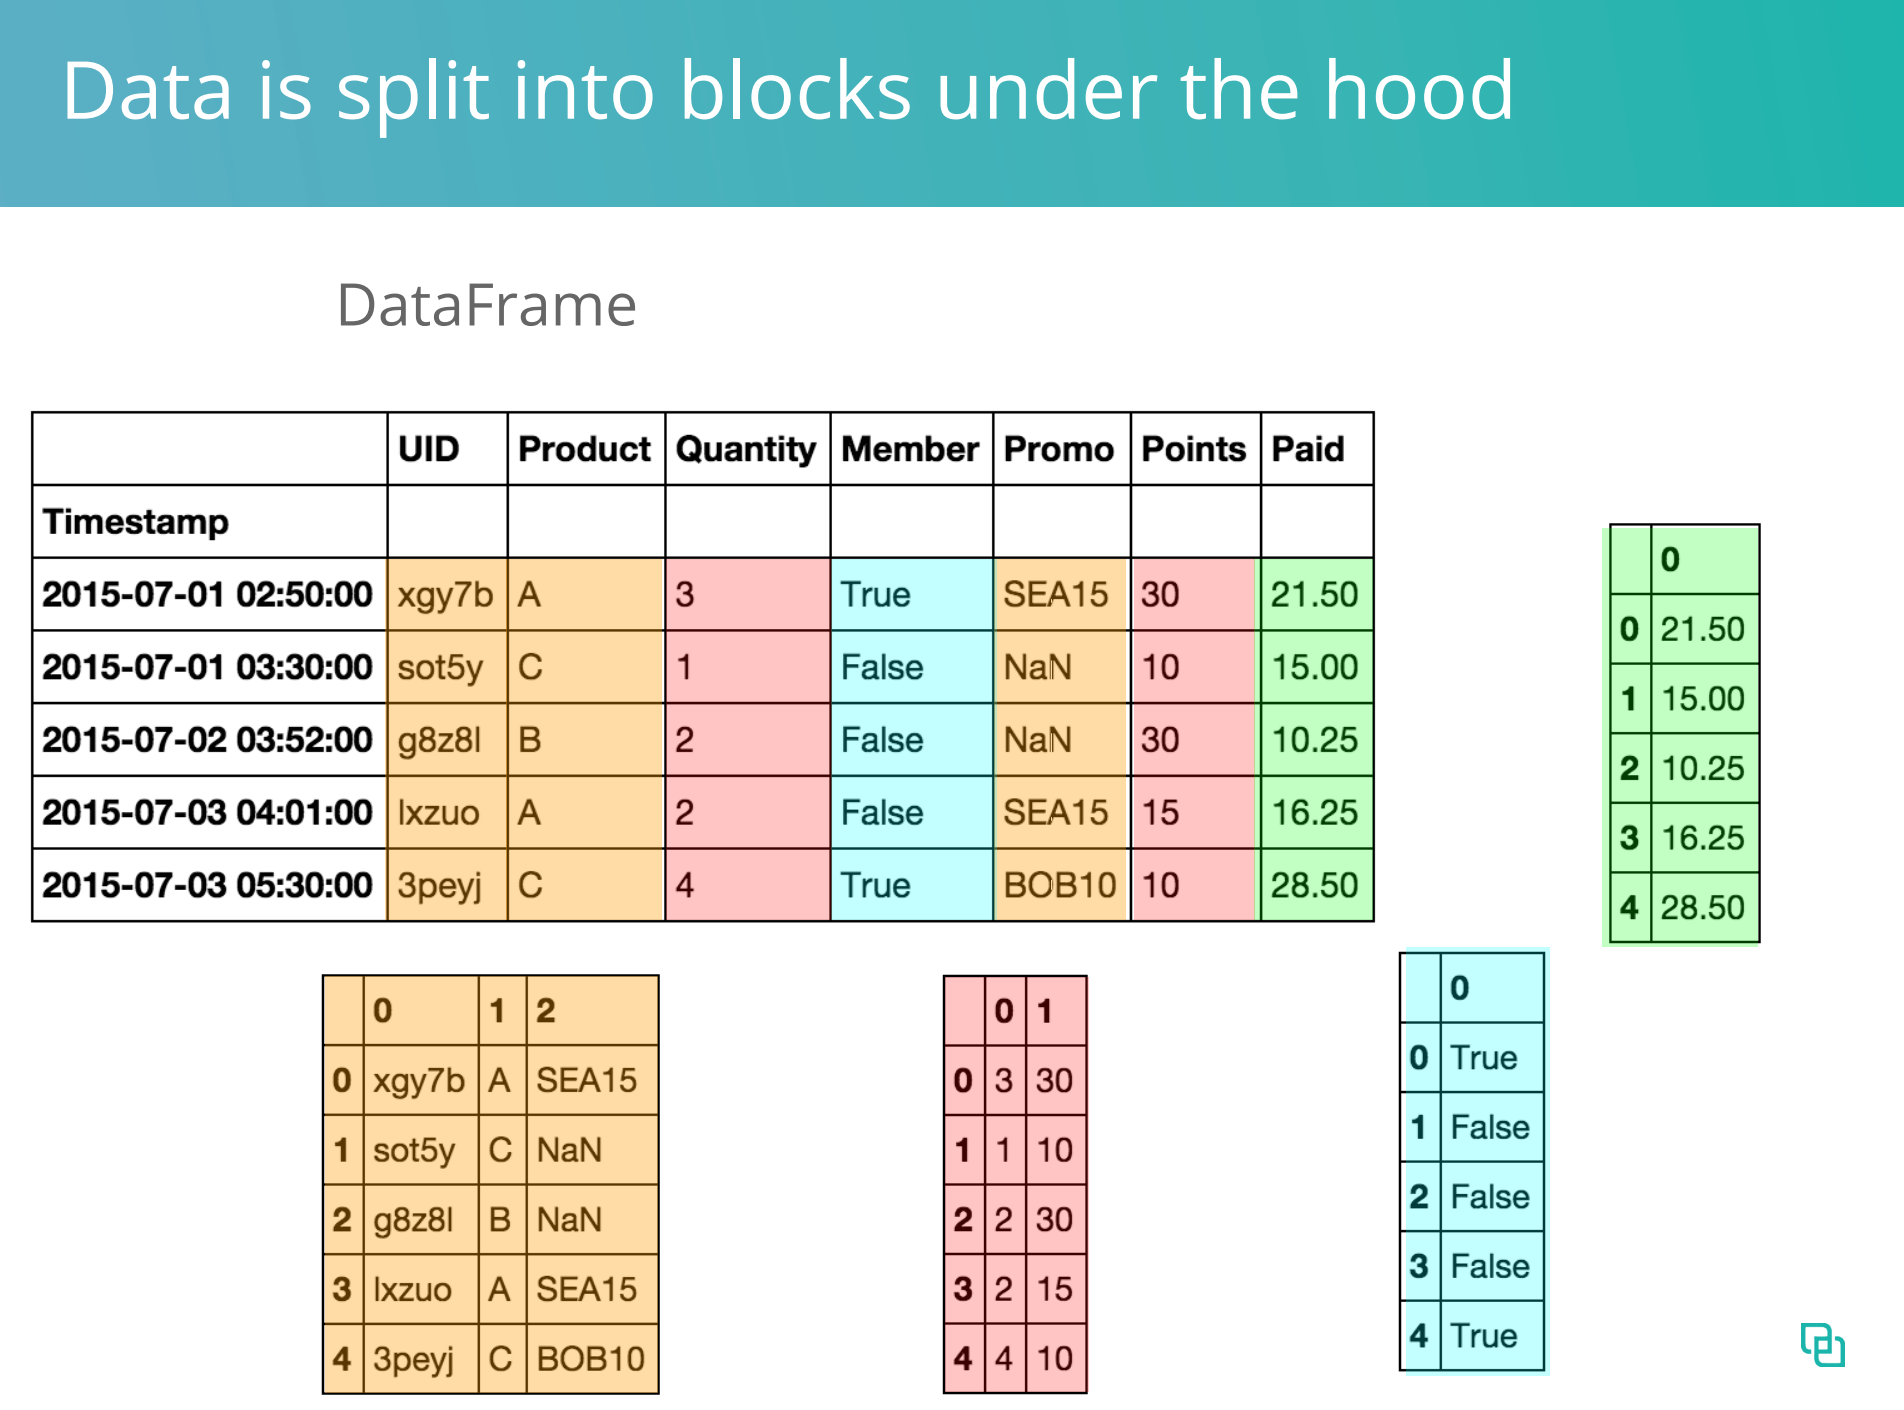 Data is split into blocks under the hood
DataFrame
UID Product Quantity Member Promo Points Paid
Timestamp
2015-07-01 02:50:00 xgy7b A 3 True SEA15 30 21.50
2015-07-01 03:30:00 sot5y C 1 False NaN 10 15.00
2015-07-02 03:52:00 g8z8l B 2 False NaN 30 10.25
2015-07-03 04:01:00 lxzuo A 2 False SEA15 15 16.25
2015-07-03 05:30:00 3peyj C 4 True BOB10 10 28.50
0
0 21.50
1 15.00
2 10.25
3 16.25
4 28.50
0 1 2
0 xgy7b A SEA15
1 sot5y C NaN
2 g8z8l B NaN
3 lxzuo A SEA15
4 3peyj C BOB10
0 1
0 3 30
1 1 10
2 2 30
3 2 15
4 4 10
0
0 True
1 False
2 False
3 False
4 True